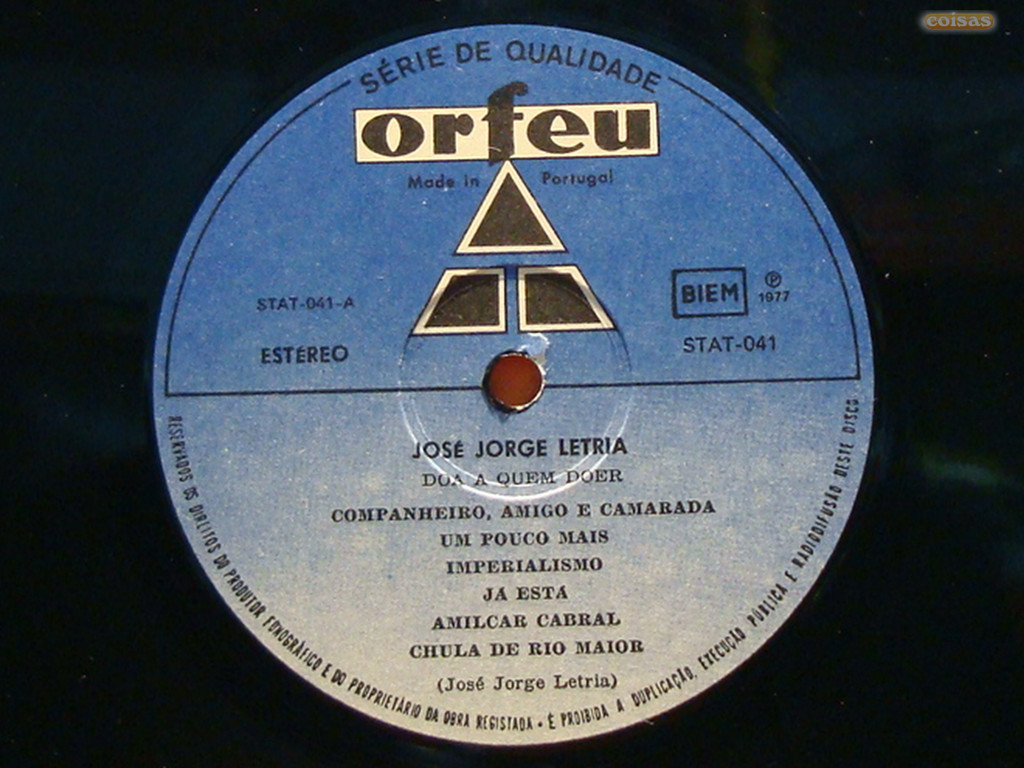 coisas
SÉRIE DE QUALIDADE
orfeu
Made in Portugal
BIEM
℗
1977
STAT-041-A
STAT-041
ESTÉREO
JOSÉ JORGE LETRIA
DOA A QUEM DOER
COMPANHEIRO, AMIGO E CAMARADA
UM POUCO MAIS
IMPERIALISMO
JA ESTA
AMILCAR CABRAL
CHULA DE RIO MAIOR
(José Jorge Letria)
RESERVADOS OS DIREITOS DO PRODUTOR FONOGRÁFICO E DO PROPRIETÁRIO DA OBRA REGISTADA - É PROIBIDA A DUPLICAÇÃO, EXECUÇÃO PÚBLICA E RADIODIFUSÃO DESTE DISCO